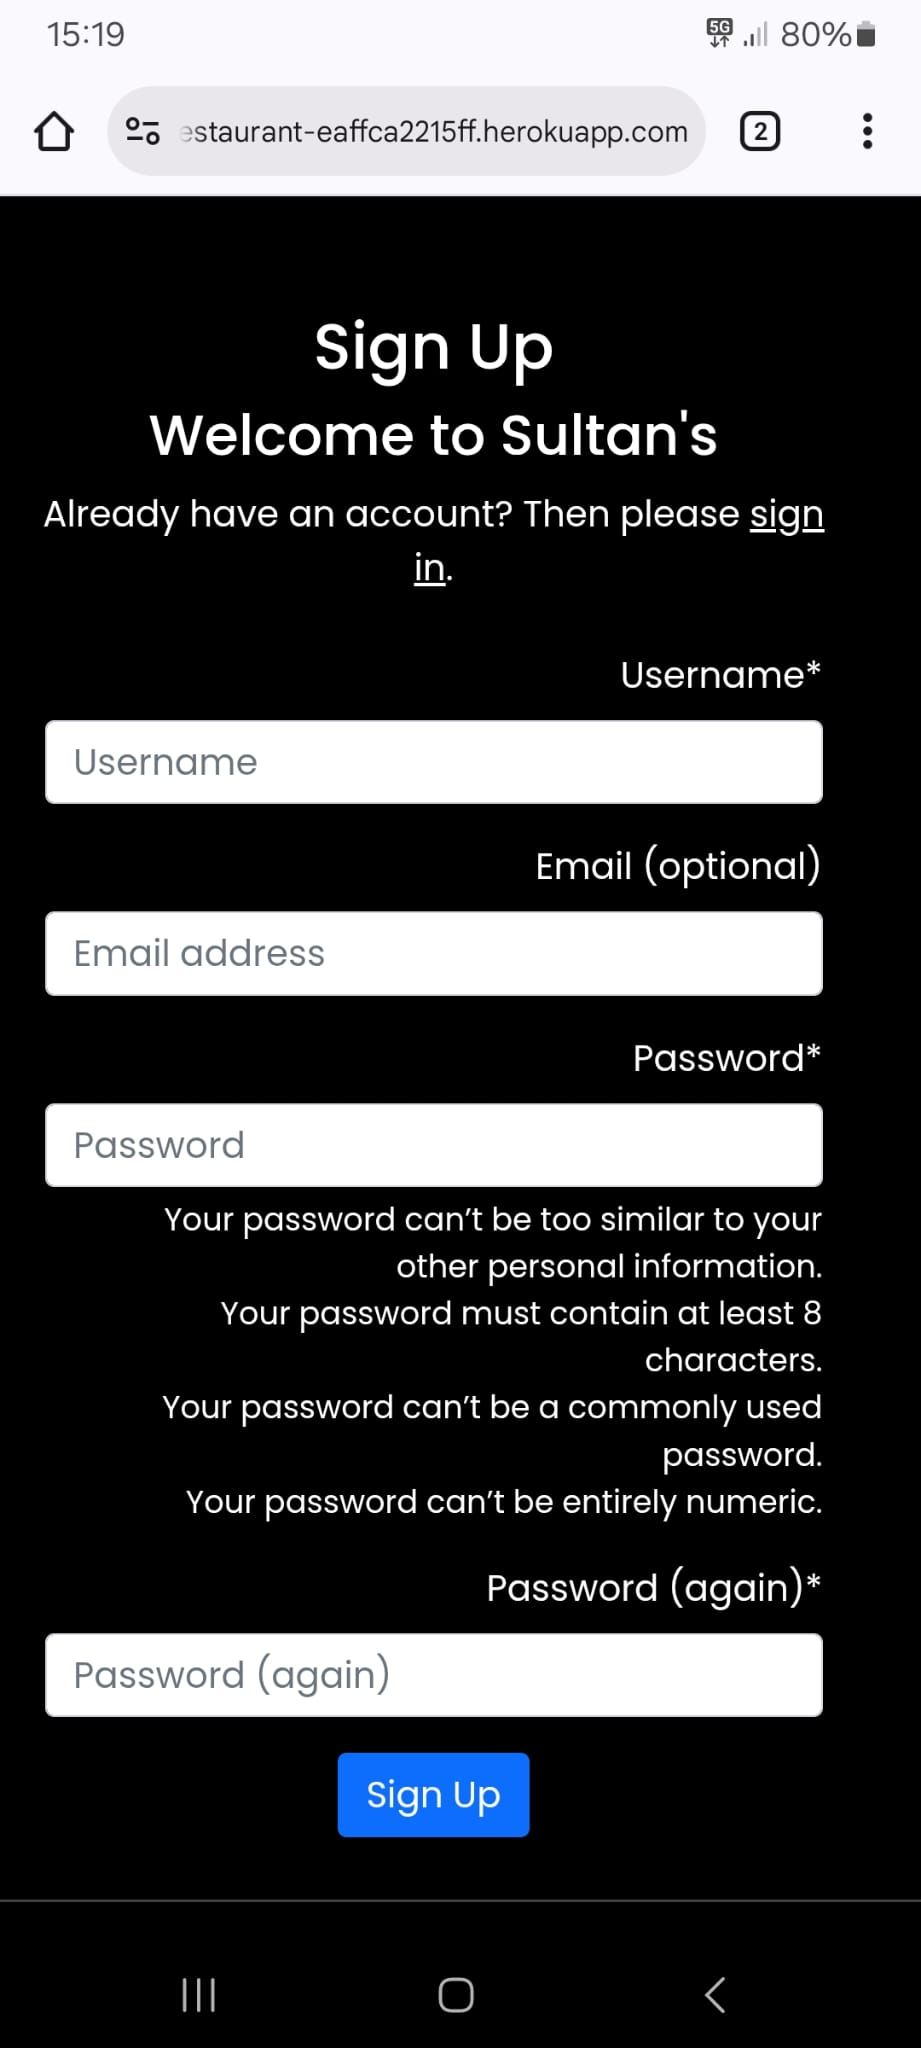 15:19
5G
80%
estaurant-eaffca2215ff.herokuapp.com
2
Sign Up
Welcome to Sultan's
Already have an account? Then please sign
in.
Username*
Username
Email (optional)
Email address
Password*
Password
Your password can’t be too similar to your
other personal information.
Your password must contain at least 8
characters.
Your password can’t be a commonly used
password.
Your password can’t be entirely numeric.
Password (again)*
Password (again)
Sign Up